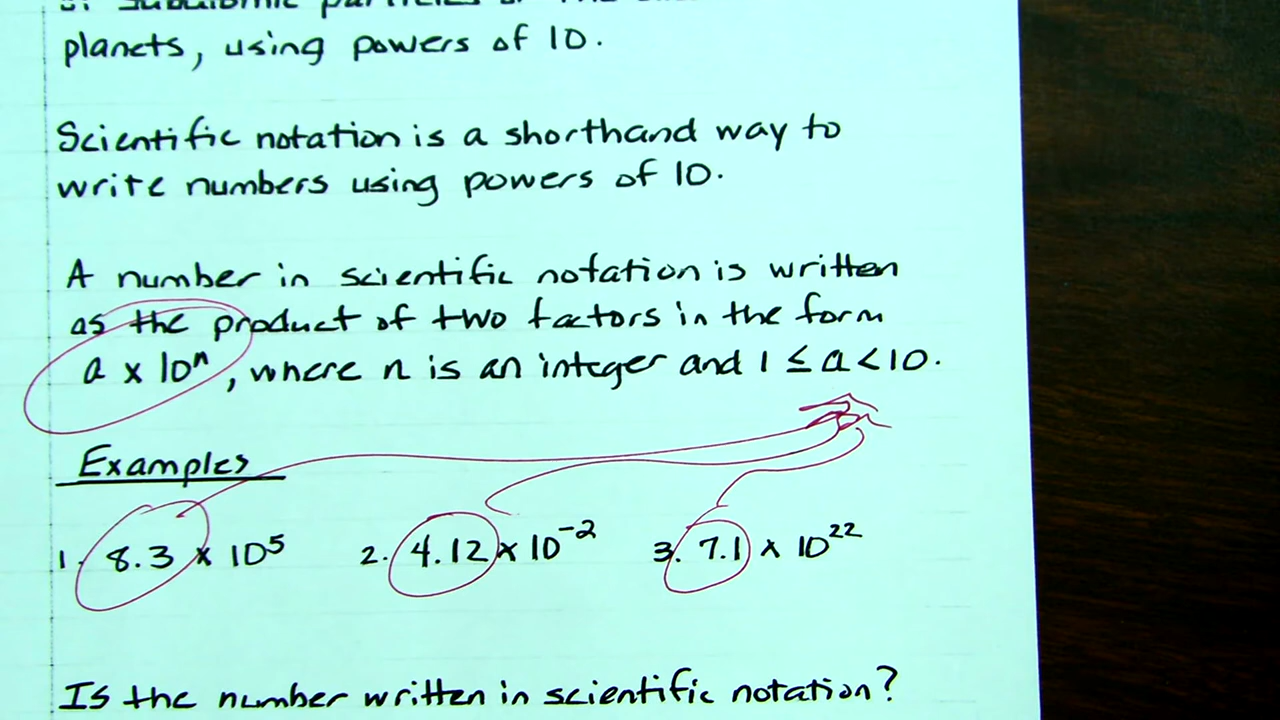 of
planets, using powers of 10.
Scientific notation is a shorthand way to
write numbers using powers of 10.
A number in scientific notation is written
as the product of two factors in the form
a x 10ⁿ, where n is an integer and 1 ≤ a < 10.
Examples
1. 8.3 x 10⁵ 2. 4.12 x 10⁻² 3. 7.1 x 10²²
Is the number written in scientific notation?